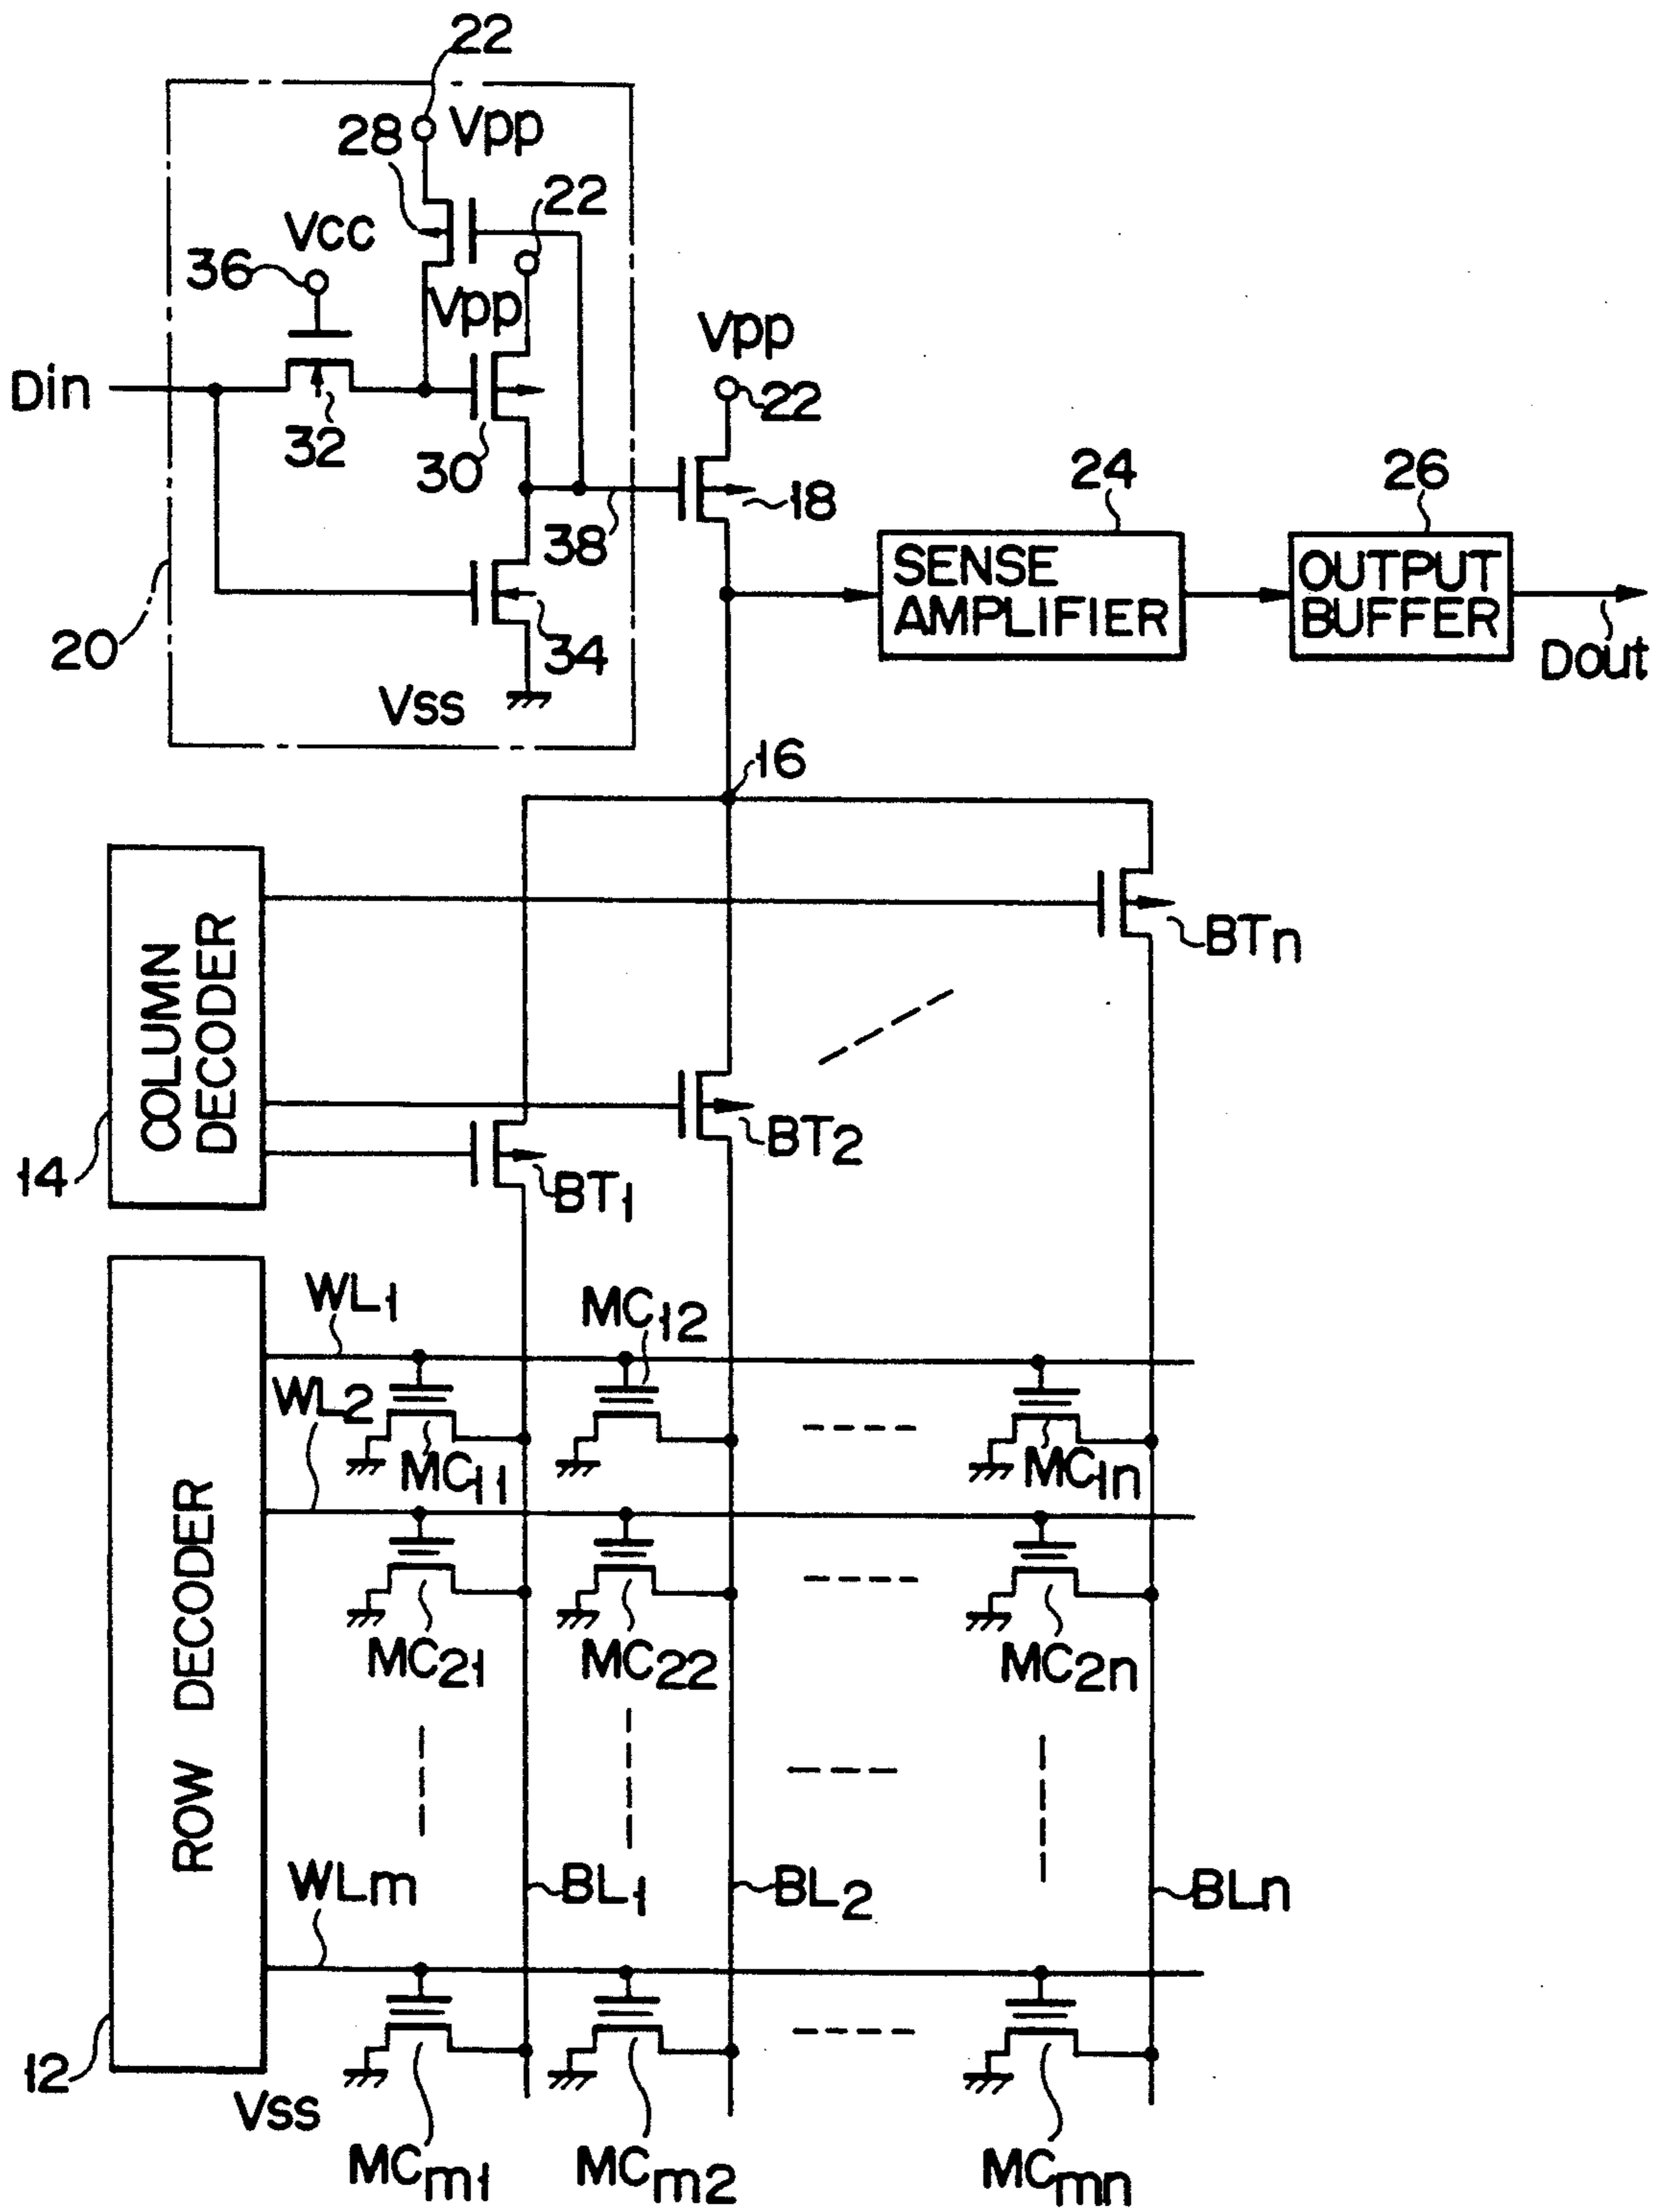 22
28
Vpp
22
Vcc
36
Vpp
Vpp
Din
22
32
30
24
26
18
38
SENSE
AMPLIFIER
OUTPUT
BUFFER
20
34
Dout
Vss
16
COLUMN
DECODER
BTn
BT2
14
BT1
WL1
MC12
WL2
MC11
MC1n
MC21
MC22
MC2n
ROW DECODER
WLm
BL1
BL2
BLn
12
Vss
MCm1
MCm2
MCmn